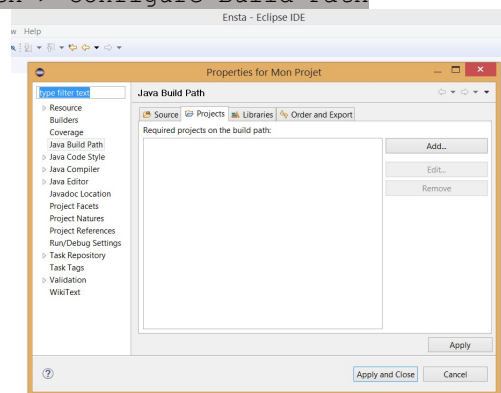 > Configure Build Path
Ensta - Eclipse IDE
w Help
Properties for Mon Projet
type filter text
Java Build Path
Resource
Builders
Coverage
Java Build Path
Java Code Style
Java Compiler
Java Editor
Javadoc Location
Project Facets
Project Natures
Project References
Run/Debug Settings
Task Repository
Task Tags
Validation
WikiText
Source Projects Libraries Order and Export
Required projects on the build path:
Add...
Edit...
Remove
Apply
Apply and Close Cancel